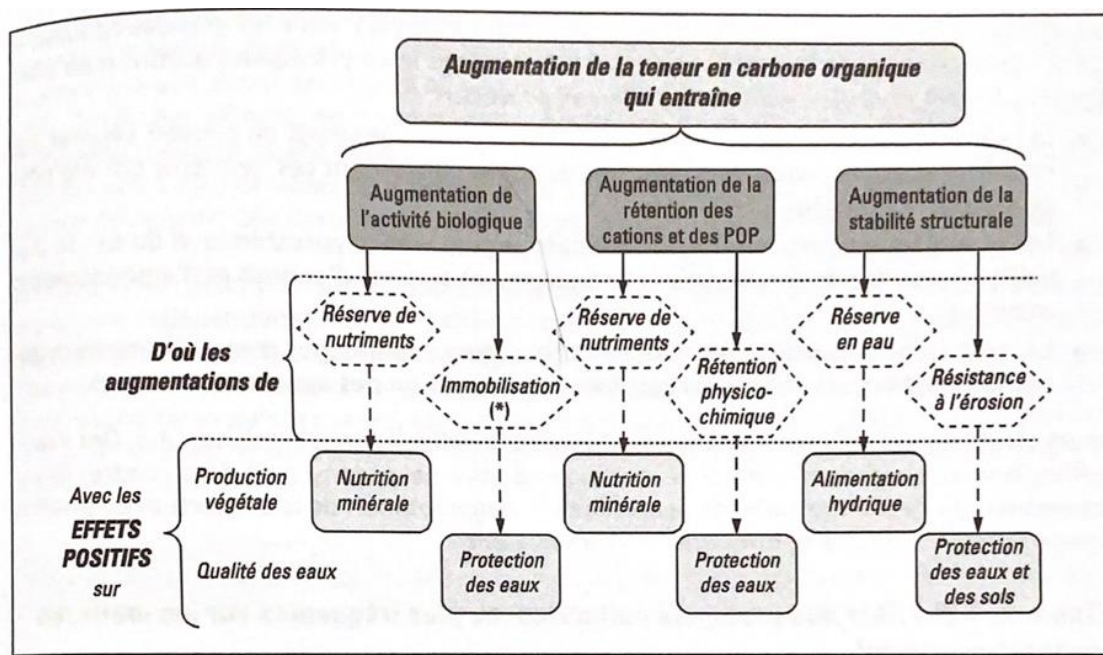 Augmentation de la teneur en carbone organique
qui entraîne
Augmentation de
l'activité biologique
Augmentation de la
rétention des
cations et des POP
Augmentation de la
stabilité structurale
D'où les
augmentations de
Réserve de
nutriments
Immobilisation
(*)
Réserve de
nutriments
Rétention
physico-
chimique
Réserve
en eau
Résistance
à l'érosion
Avec les
EFFETS
POSITIFS
sur
Production
végétale
Nutrition
minérale
Nutrition
minérale
Alimentation
hydrique
Qualité des eaux
Protection
des eaux
Protection
des eaux
Protection
des eaux et
des sols